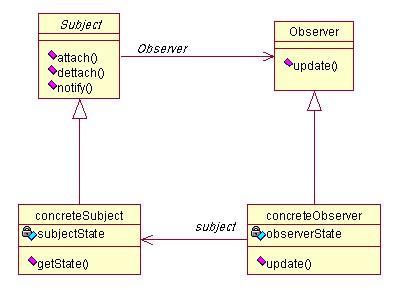 Subject
attach()
dettach()
notify()
Observer
Observer
update()
concreteSubject
subjectState
getState()
subject
concreteObserver
observerState
update()